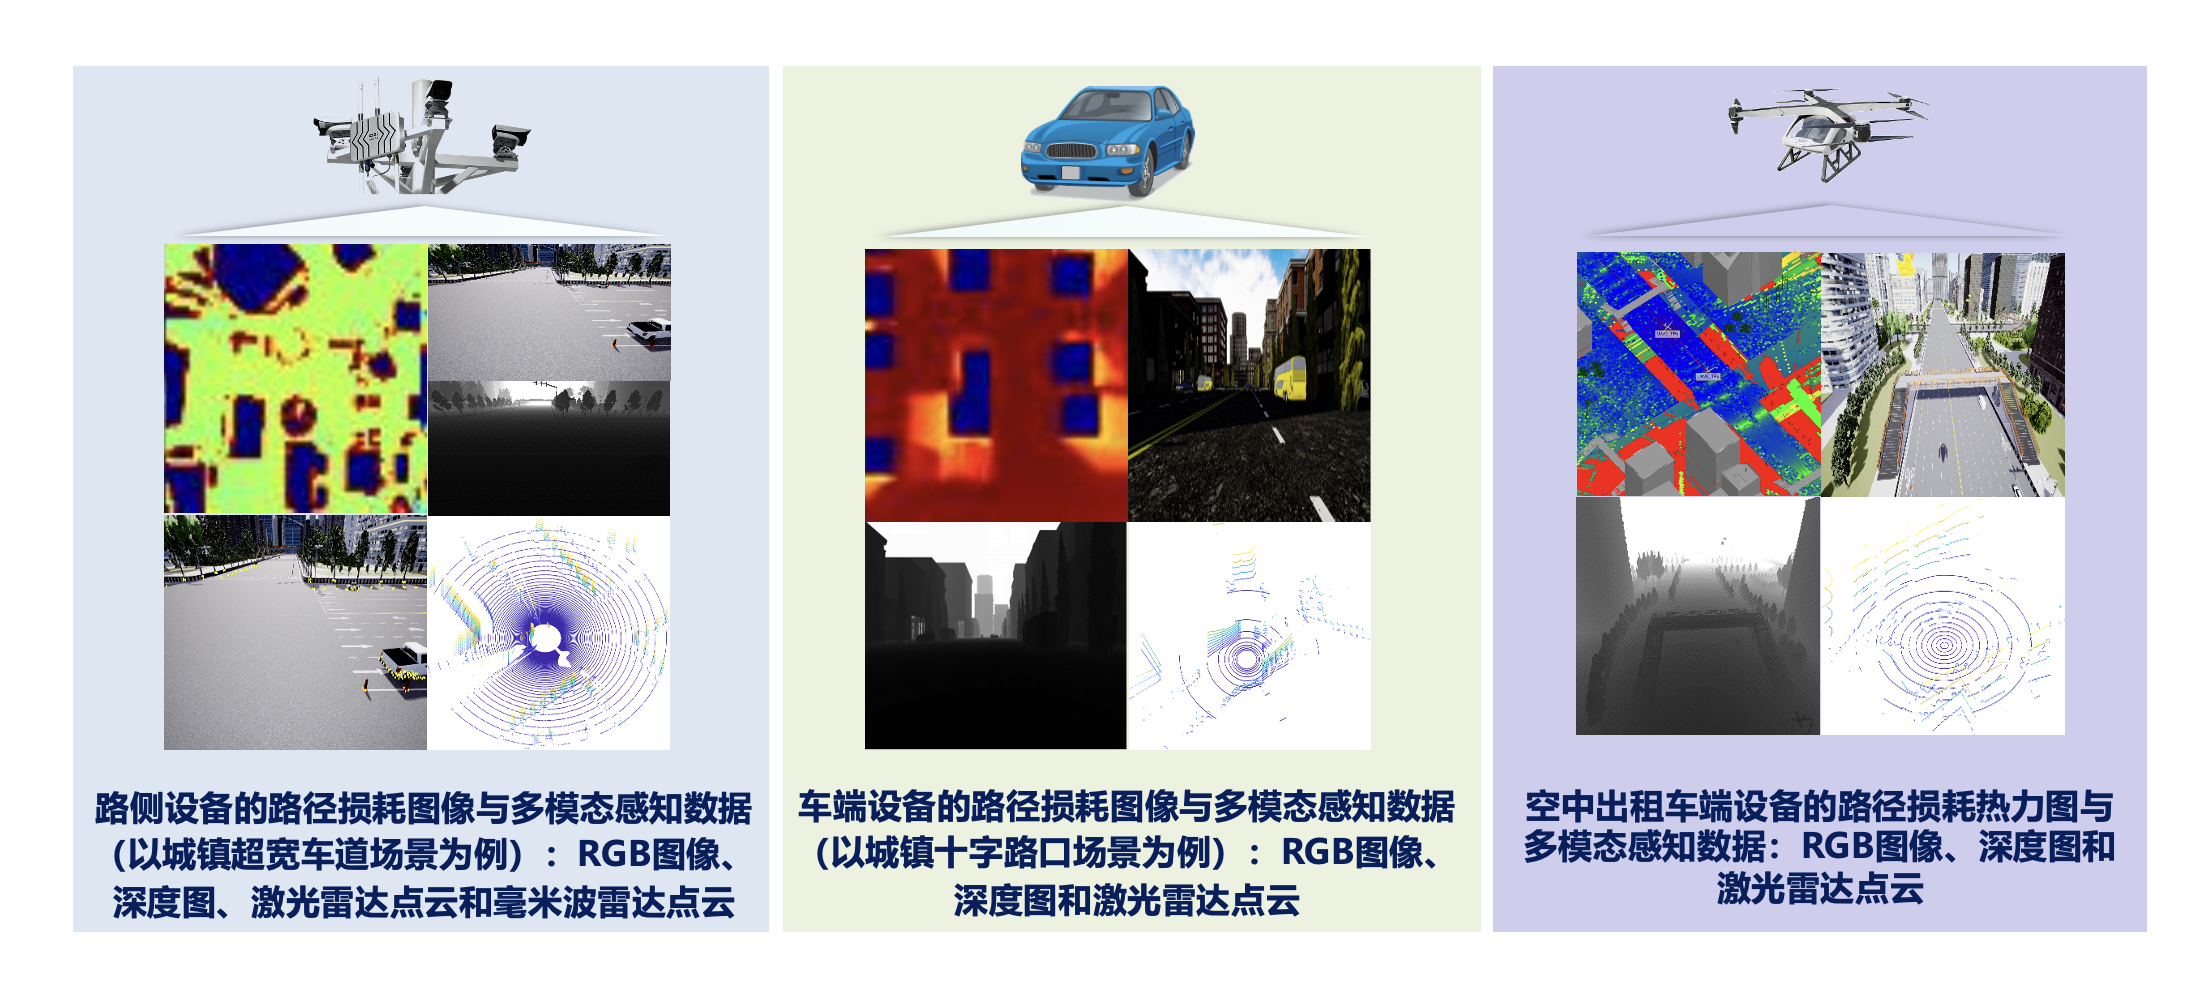 路侧设备的路径损耗图像与多模态感知数据
（以城镇超宽车道场景为例）：RGB图像、
深度图、激光雷达点云和毫米波雷达点云
车端设备的路径损耗图像与多模态感知数据
（以城镇十字路口场景为例）：RGB图像、
深度图和激光雷达点云
空中出租车端设备的路径损耗热力图与
多模态感知数据：RGB图像、深度图和
激光雷达点云